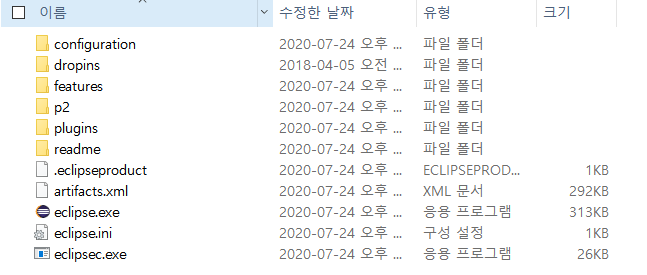 이름 수정한 날짜 유형 크기
configuration 2020-07-24 오후 ... 파일 폴더
dropins 2018-04-05 오전 ... 파일 폴더
features 2020-07-24 오후 ... 파일 폴더
p2 2020-07-24 오후 ... 파일 폴더
plugins 2020-07-24 오후 ... 파일 폴더
readme 2020-07-24 오후 ... 파일 폴더
.eclipseproduct 2020-07-24 오후 ... ECLIPSEPROD... 1KB
artifacts.xml 2020-07-24 오후 ... XML 문서 292KB
eclipse.exe 2020-07-24 오후 ... 응용 프로그램 313KB
eclipse.ini 2020-07-24 오후 ... 구성 설정 1KB
eclipsec.exe 2020-07-24 오후 ... 응용 프로그램 26KB